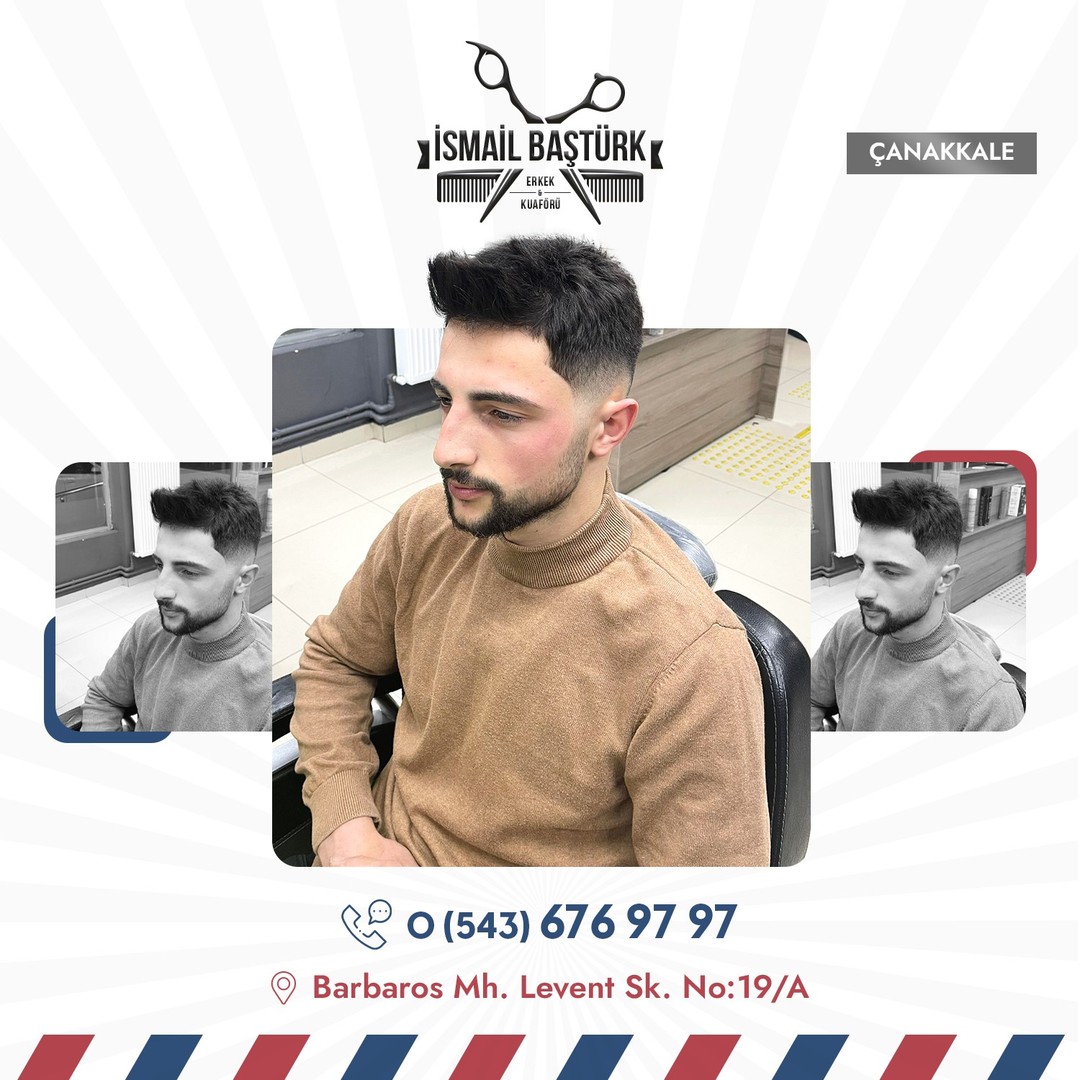 İSMAİL BAŞTÜRK
ERKEK
&
KUAFÖRÜ
ÇANAKKALE
0 (543) 676 97 97
Barbaros Mh. Levent Sk. No:19/A